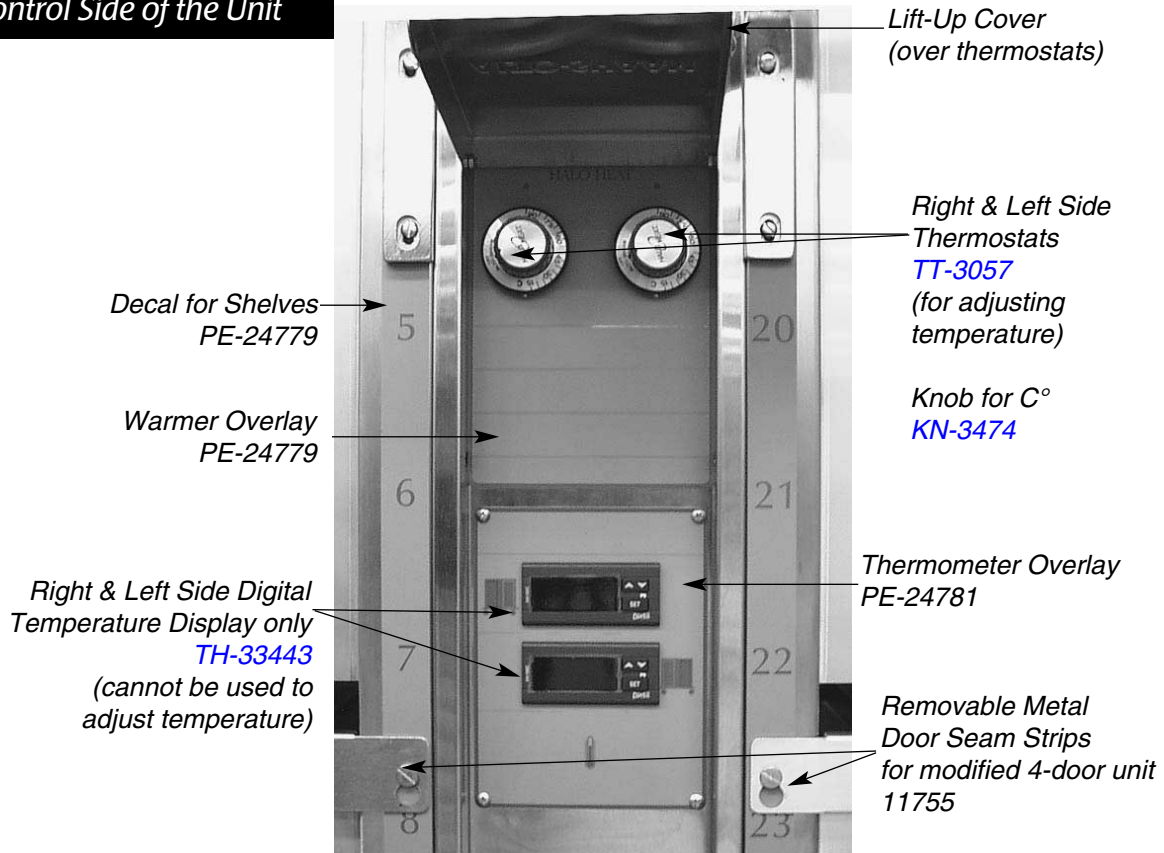 ontrol Side of the Unit
Lift-Up Cover
(over thermostats)
HALO HEAT
Right & Left Side
Thermostats
TT-3057
(for adjusting
temperature)
Knob for C°
KN-3474
Decal for Shelves
PE-24779
5
20
Warmer Overlay
PE-24779
6
21
Thermometer Overlay
PE-24781
Right & Left Side Digital
Temperature Display only
TH-33443
(cannot be used to
adjust temperature)
SET
SET
7
22
Removable Metal
Door Seam Strips
for modified 4-door unit
11755
8
23